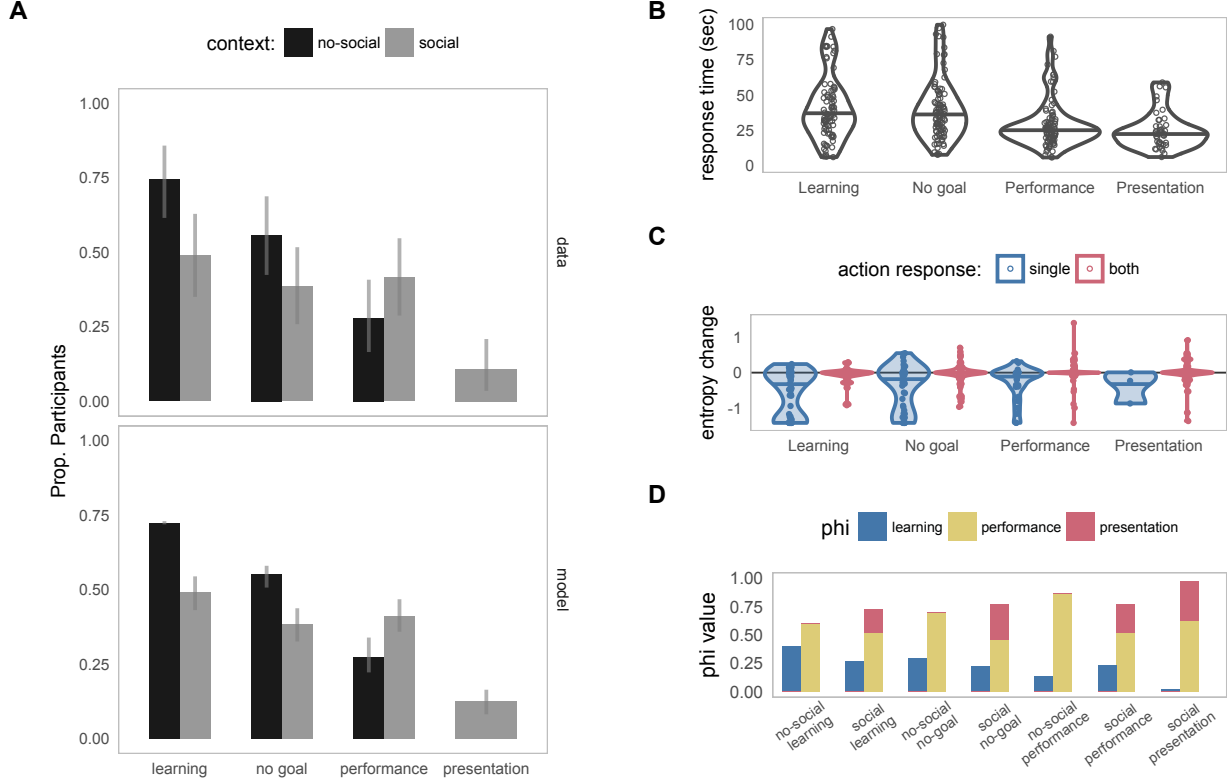 A
context: no-social social
Prop. Participants
1.00
0.75
0.50
0.25
0.00
data
1.00
0.75
0.50
0.25
0.00
model
learning no goal performance presentation
B
response time (sec)
100
75
50
25
0
Learning No goal Performance Presentation
C
action response: single both
entropy change
1
0
-1
Learning No goal Performance Presentation
D
phi learning performance presentation
phi value
1.00
0.75
0.50
0.25
0.00
no-social
learning
social
learning
no-social
no-goal
social
no-goal
no-social
performance
social
performance
social
presentation